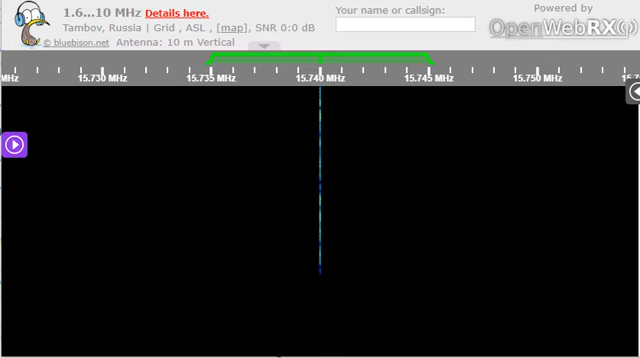 1.6...10 MHz Details here.
Tambov, Russia | Grid , ASL , [map], SNR 0:0 dB
© bluebison.net Antenna: 10 m Vertical
Your name or callsign:
Powered by
OpenWebRX
MHz 15.730 MHz 15.735 MHz 15.740 MHz 15.745 MHz 15.750 MHz